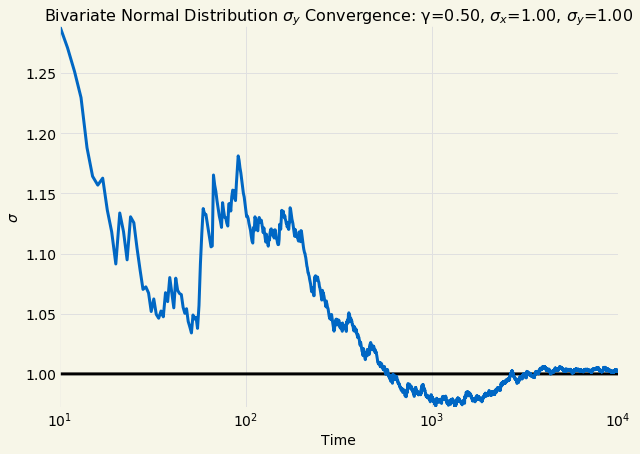 Bivariate Normal Distribution σy Convergence: γ=0.50, σx=1.00, σy=1.00
1.25
1.20
1.15
1.10
1.05
1.00
σ
10¹ 10² 10³ 10⁴
Time